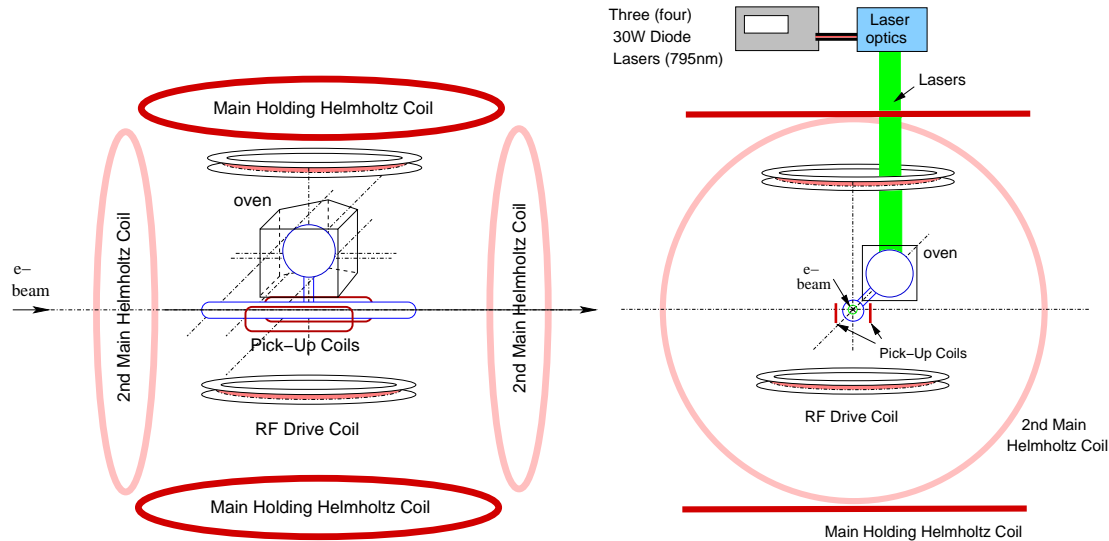 Main Holding Helmholtz Coil
2nd Main Helmholtz Coil
oven
e−
beam
Pick−Up Coils
2nd Main Helmholtz Coil
RF Drive Coil
Main Holding Helmholtz Coil
Three (four)
30W Diode
Lasers (795nm)
Laser
optics
Lasers
oven
e−
beam
Pick−Up Coils
RF Drive Coil
2nd Main
Helmholtz Coil
Main Holding Helmholtz Coil